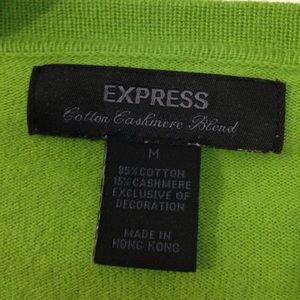 EXPRESS
Cotton Cashmere Blend
M
85% COTTON
15% CASHMERE
EXCLUSIVE OF
DECORATION
MADE IN
HONG KONG